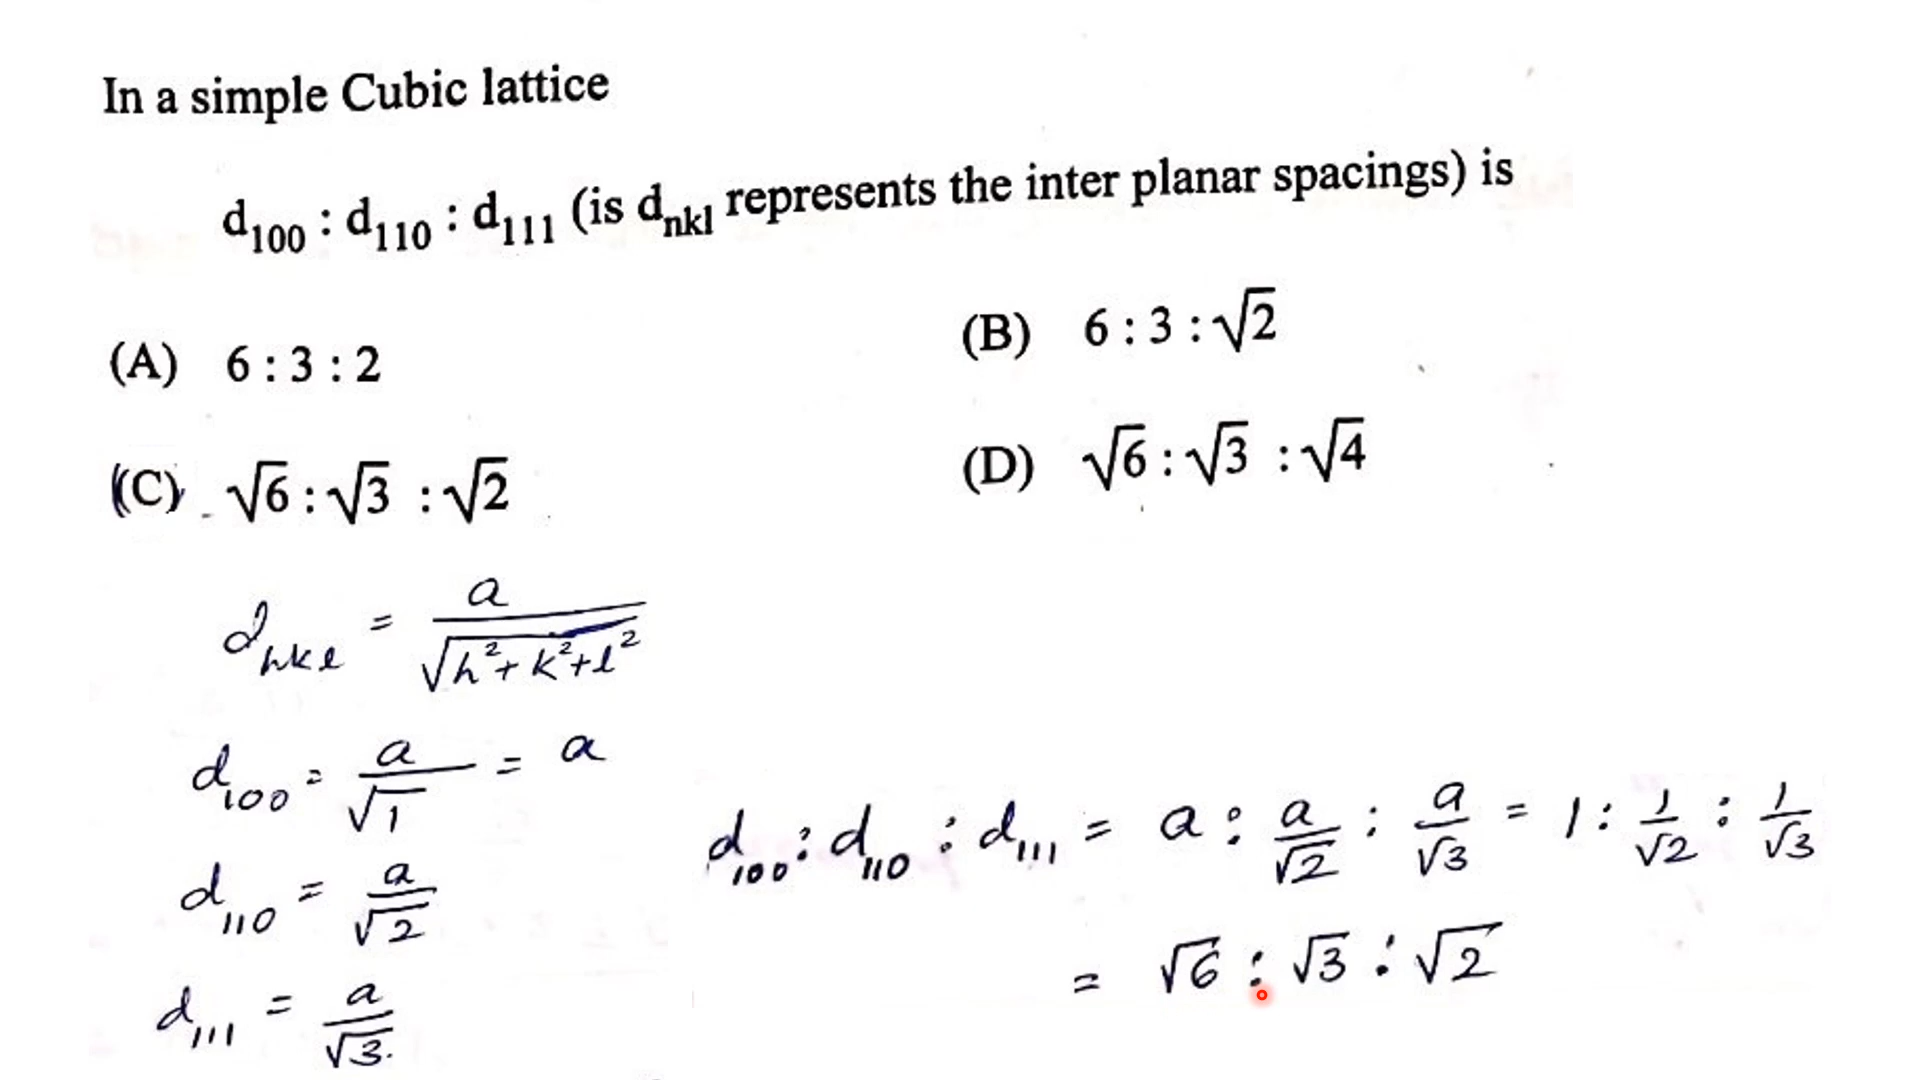 In a simple Cubic lattice
d₁₀₀ : d₁₁₀ : d₁₁₁ (is dₙₖₗ represents the inter planar spacings) is
(A) 6 : 3 : 2
(B) 6 : 3 : √2
(C) √6 : √3 : √2
(D) √6 : √3 : √4
dₕₖₗ = a / √(h² + k² + l²)
d₁₀₀ = a / √1 = a
d₁₁₀ = a / √2
d₁₁₁ = a / √3.
d₁₀₀ : d₁₁₀ : d₁₁₁ = a : a/√2 : a/√3 = 1 : 1/√2 : 1/√3
= √6 : √3 : √2